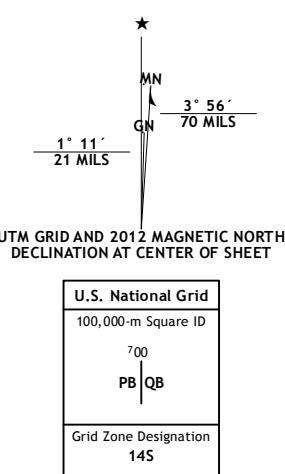 ★
MN
GN
3° 56´
70 MILS
1° 11´
21 MILS
UTM GRID AND 2012 MAGNETIC NORTH
DECLINATION AT CENTER OF SHEET
U.S. National Grid
100,000-m Square ID
⁷00
PB QB
Grid Zone Designation
14S